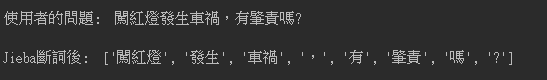 使用者的問題: 闖紅燈發生車禍，有肇責嗎?
Jieba斷詞後: ['闖紅燈', '發生', '車禍', '，', '有', '肇責', '嗎', '?']